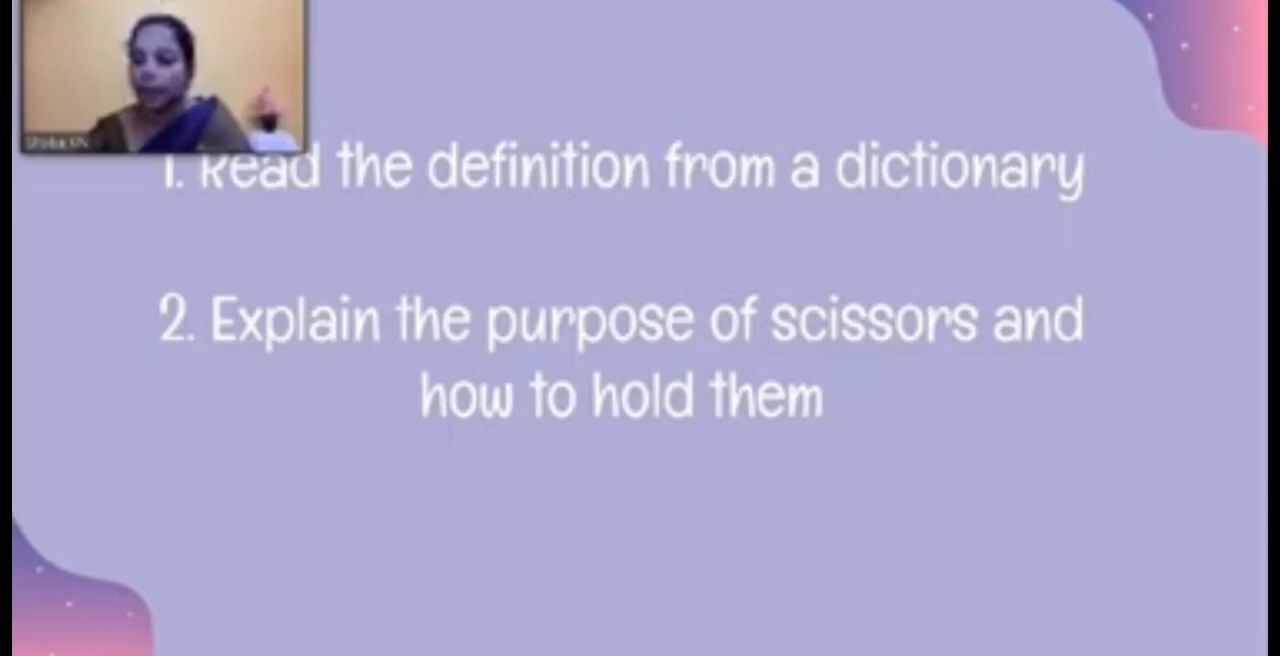 1. Read the definition from a dictionary
2. Explain the purpose of scissors and
how to hold them